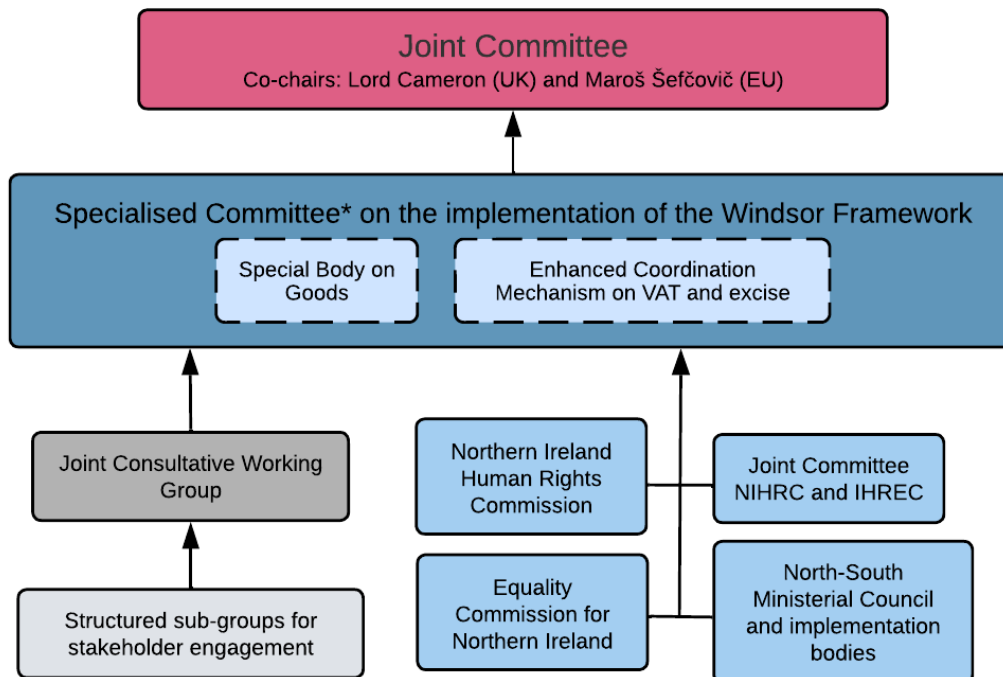 Joint Committee
Co-chairs: Lord Cameron (UK) and Maroš Šefčovič (EU)
Specialised Committee* on the implementation of the Windsor Framework
Special Body on
Goods
Enhanced Coordination
Mechanism on VAT and excise
Joint Consultative Working
Group
Structured sub-groups for
stakeholder engagement
Northern Ireland
Human Rights
Commission
Joint Committee
NIHRC and IHREC
Equality
Commission for
Northern Ireland
North-South
Ministerial Council
and implementation
bodies